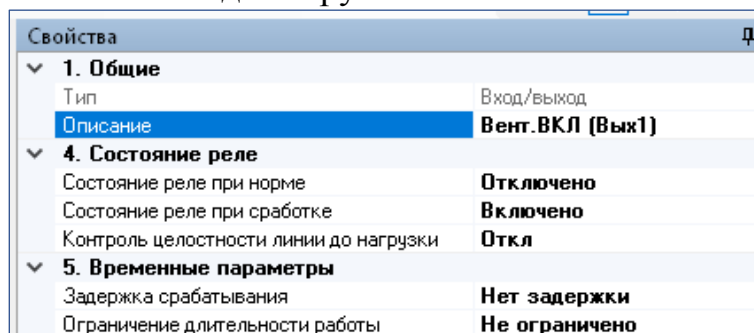 Свойства
1. Общие
Тип Вход/выход
Описание Вент.ВКЛ (Вых1)
4. Состояние реле
Состояние реле при норме Отключено
Состояние реле при сработке Включено
Контроль целостности линии до нагрузки Откл
5. Временные параметры
Задержка срабатывания Нет задержки
Ограничение длительности работы Не ограничено